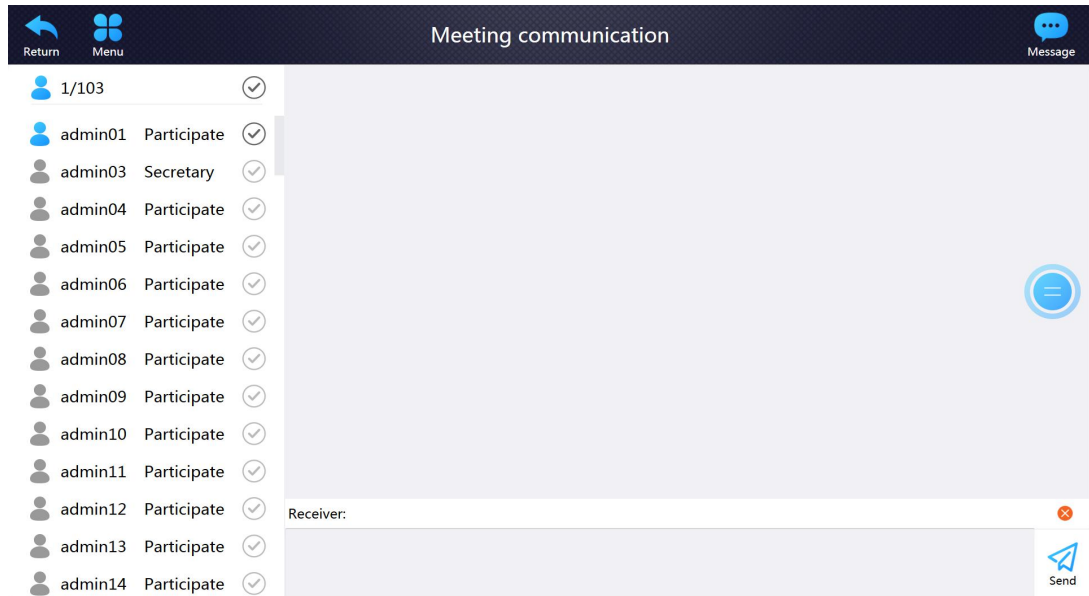 Return Menu Meeting communication Message
1/103
admin01 Participate
admin03 Secretary
admin04 Participate
admin05 Participate
admin06 Participate
admin07 Participate
admin08 Participate
admin09 Participate
admin10 Participate
admin11 Participate
admin12 Participate
admin13 Participate
admin14 Participate
Receiver:
Send